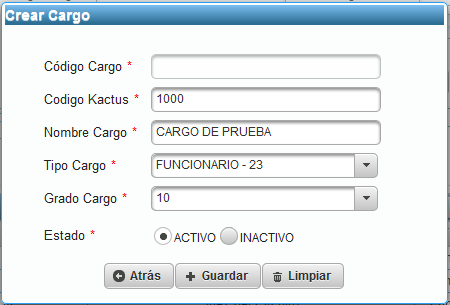 Crear Cargo
Código Cargo *
Codigo Kactus * 1000
Nombre Cargo * CARGO DE PRUEBA
Tipo Cargo * FUNCIONARIO - 23
Grado Cargo * 10
Estado * ACTIVO INACTIVO
Atrás Guardar Limpiar